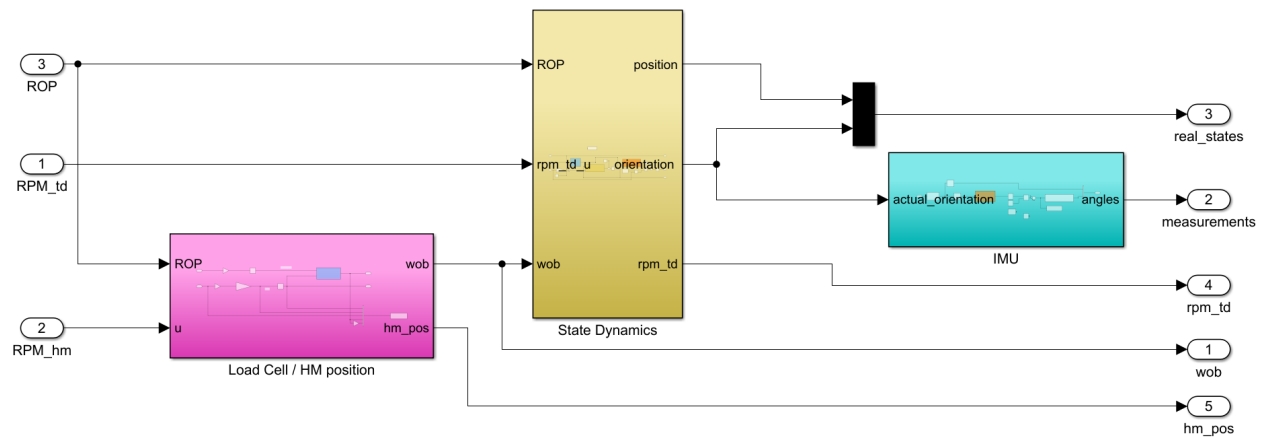 3
ROP
1
RPM_td
2
RPM_hm
ROP
u
wob
hm_pos
Load Cell / HM position
ROP
rpm_td_u
wob
position
orientation
rpm_td
State Dynamics
actual_orientation
angles
IMU
3
real_states
2
measurements
4
rpm_td
1
wob
5
hm_pos